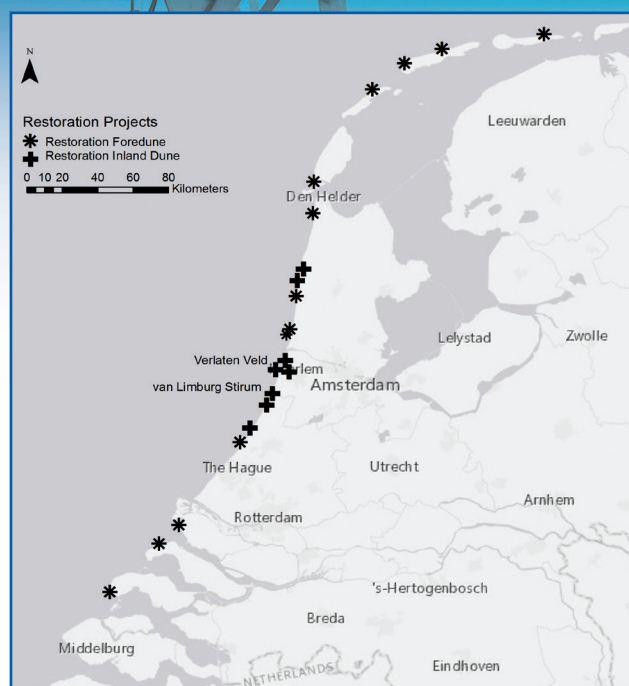 N
Restoration Projects
Restoration Foredune
Restoration Inland Dune
0 10 20 40 60 80
Kilometers
Leeuwarden
Den Helder
Lelystad
Zwolle
Verlaten Veld
Amsterdam
van Limburg Stirum
The Hague
Utrecht
Arnhem
Rotterdam
's-Hertogenbosch
Breda
Middelburg
Eindhoven
NETHERLANDS